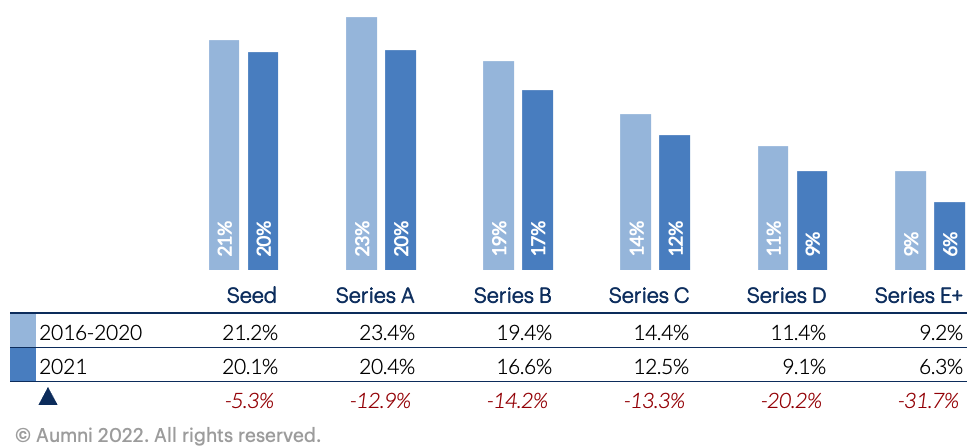 21% 20% 23% 20% 19% 17% 14% 12% 11% 9% 9% 6%
Seed Series A Series B Series C Series D Series E+
2016-2020 21.2% 23.4% 19.4% 14.4% 11.4% 9.2%
2021 20.1% 20.4% 16.6% 12.5% 9.1% 6.3%
▲ -5.3% -12.9% -14.2% -13.3% -20.2% -31.7%
© Aumni 2022. All rights reserved.